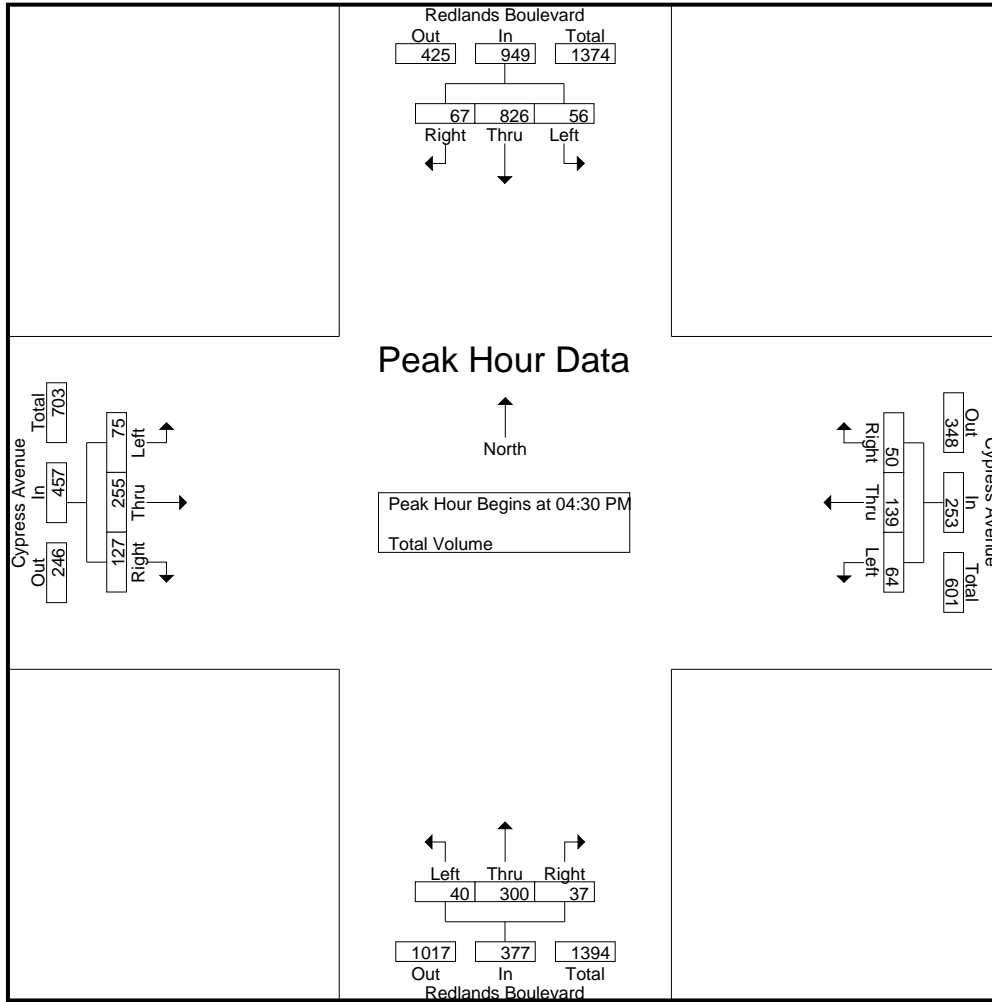 Redlands Boulevard
Out In Total
425 949 1374
67 826 56
Right Thru Left
Peak Hour Data
North
Peak Hour Begins at 04:30 PM
Total Volume
Cypress Avenue
Out In Total
246 457 703
75 255 127
Left Thru Right
Cypress Avenue
Out In Total
348 253 601
50 139 64
Right Thru Left
Left Thru Right
40 300 37
1017 377 1394
Out In Total
Redlands Boulevard